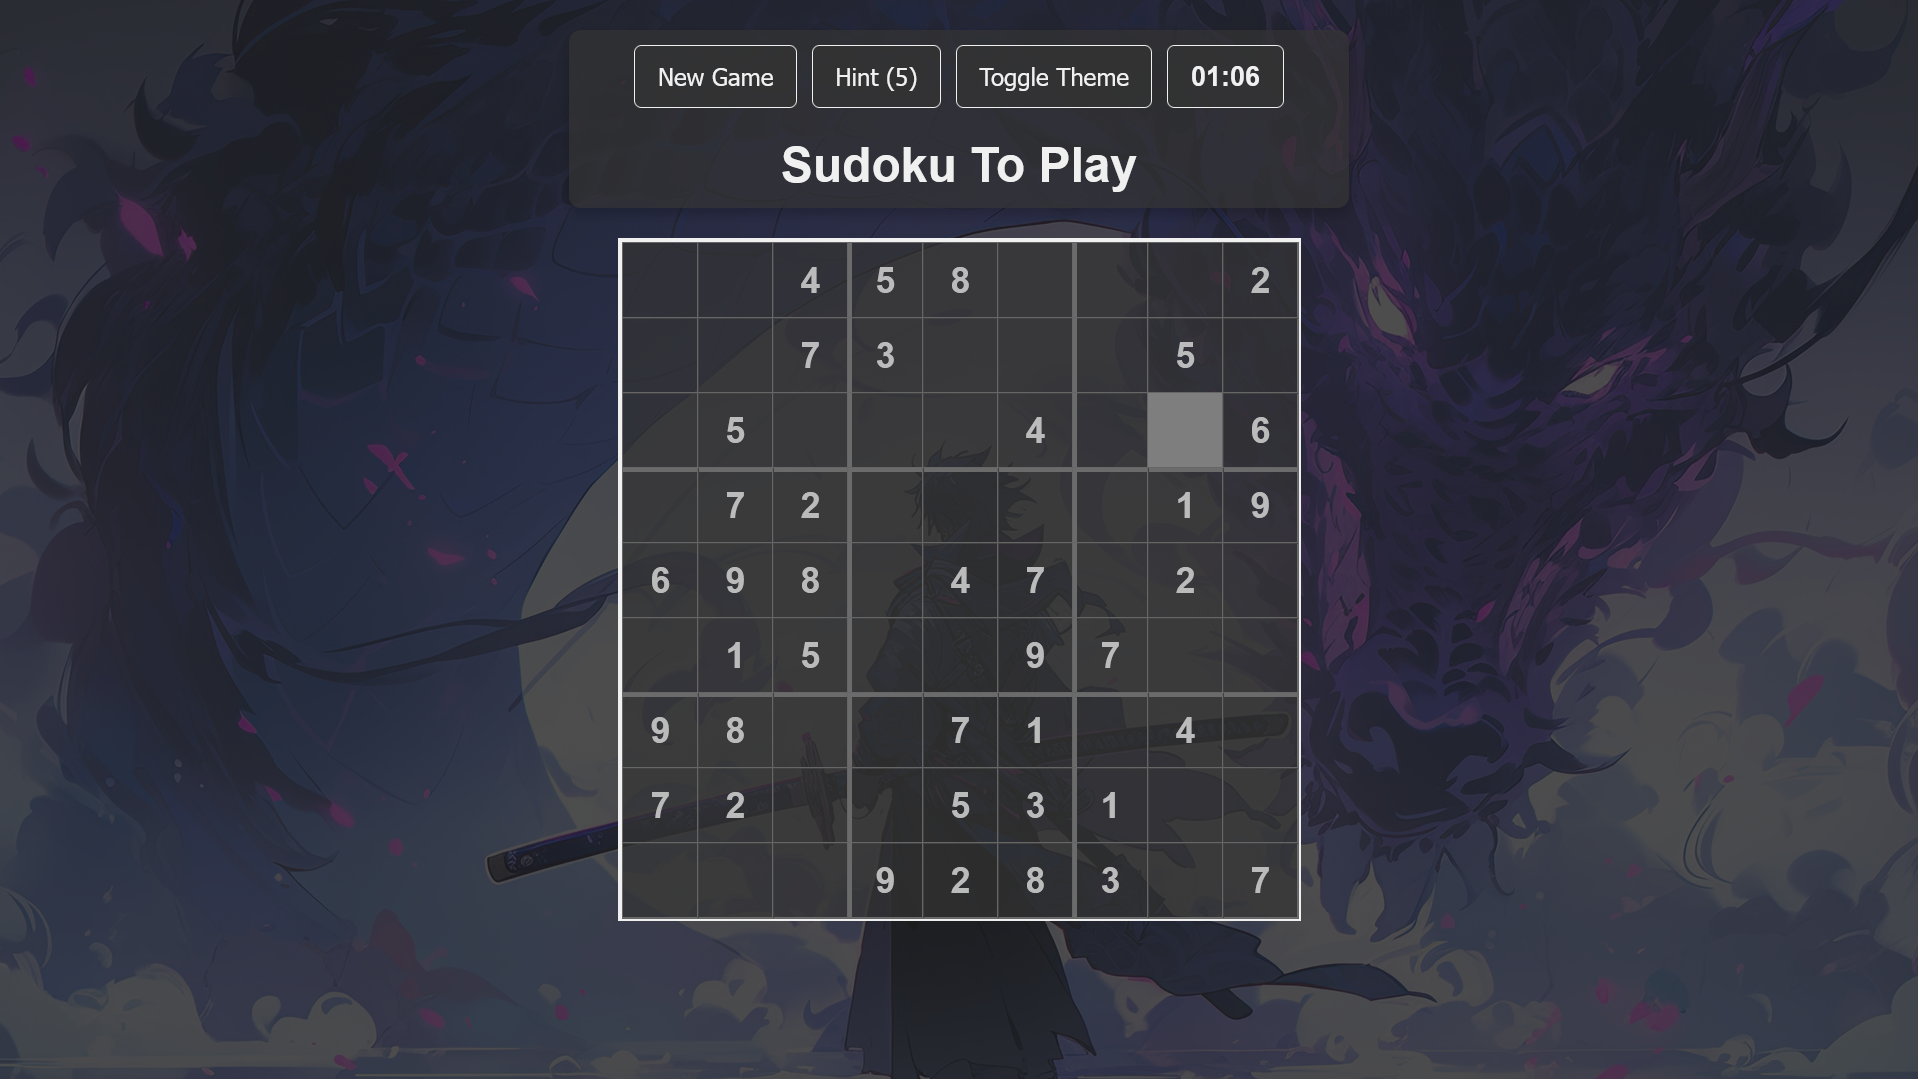 New Game Hint (5) Toggle Theme 01:06
Sudoku To Play
4 5 8 2
7 3 5
5 4 6
7 2 1 9
6 9 8 4 7 2
1 5 9 7
9 8 7 1 4
7 2 5 3 1
9 2 8 3 7